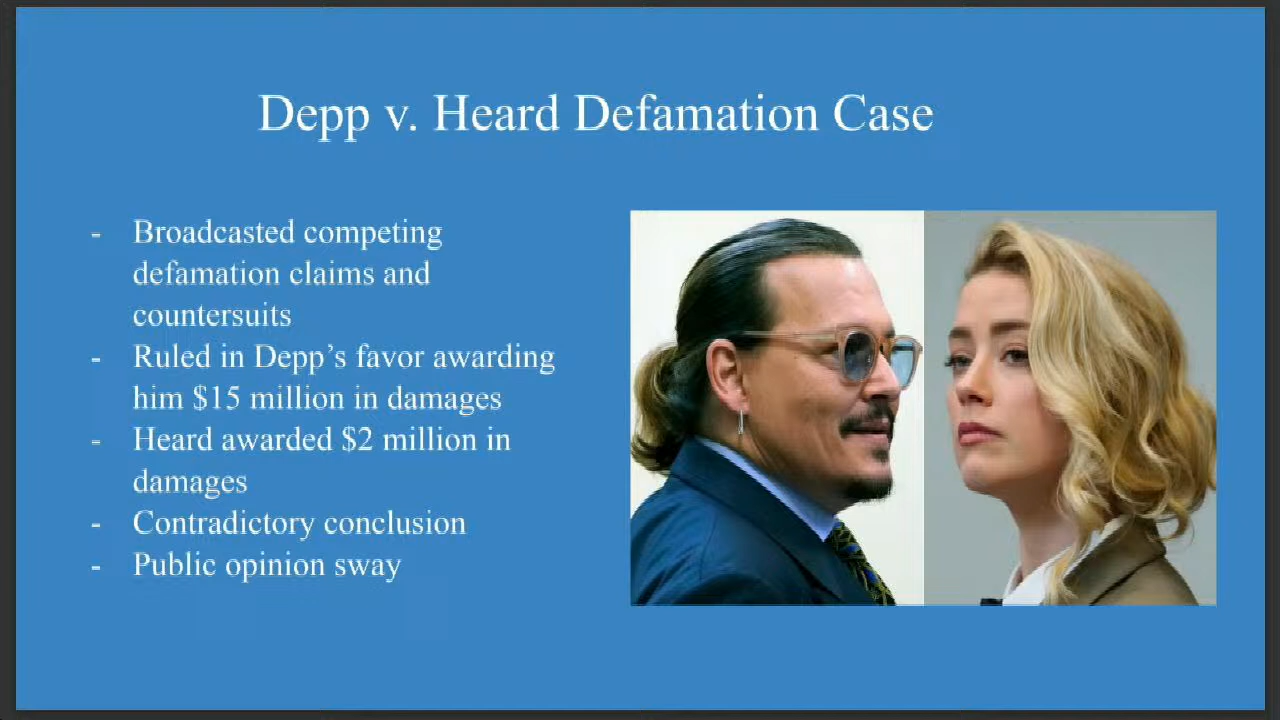 Depp v. Heard Defamation Case
- Broadcasted competing
defamation claims and
countersuits
- Ruled in Depp’s favor awarding
him $15 million in damages
- Heard awarded $2 million in
damages
- Contradictory conclusion
- Public opinion sway